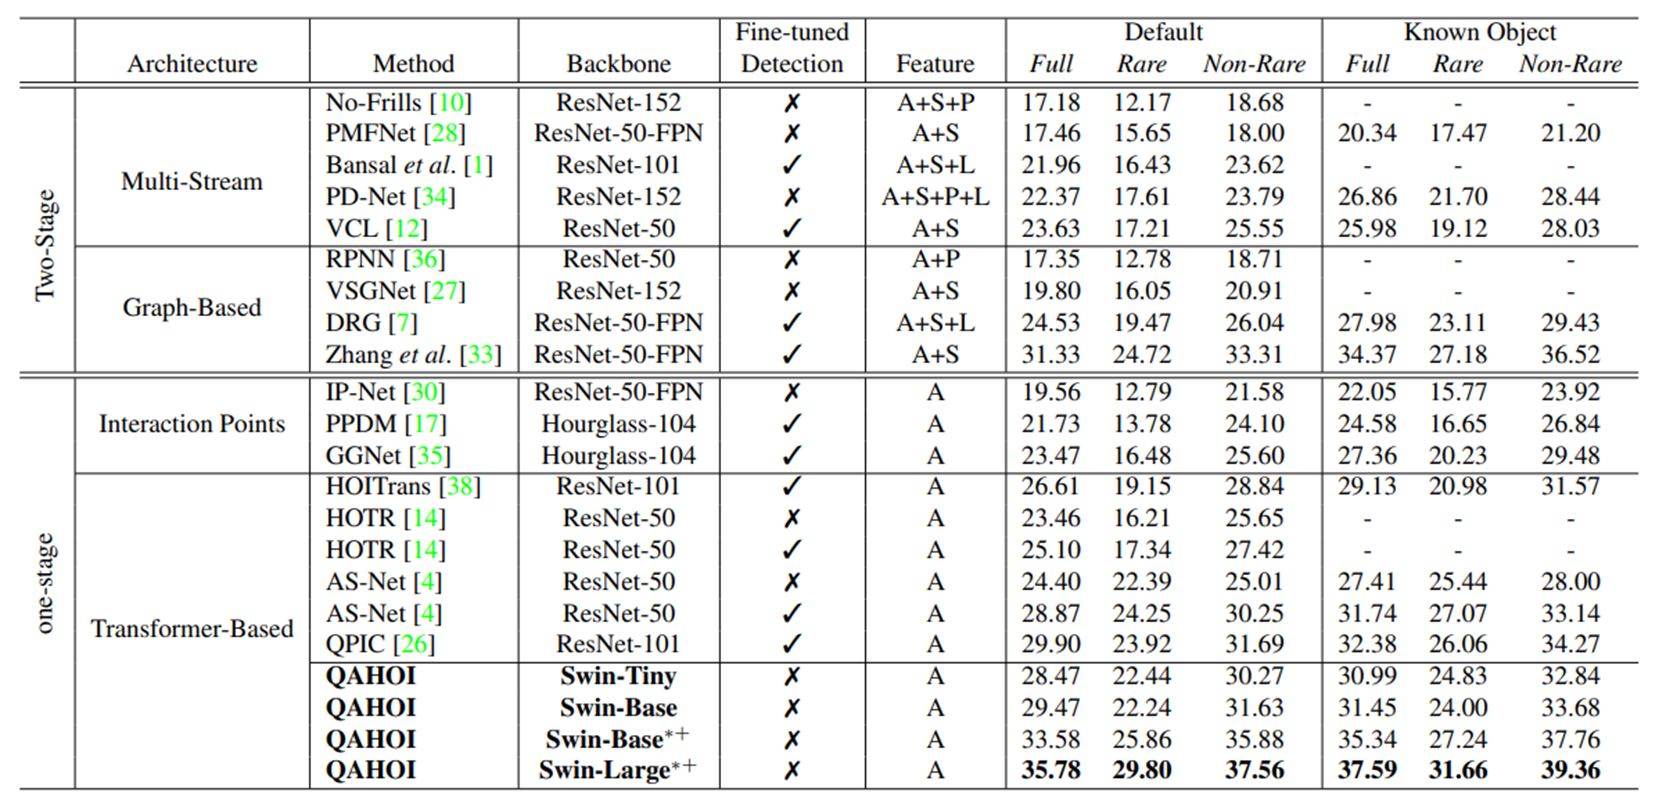 Fine-tuned Default Known Object
Architecture Method Backbone Detection Feature Full Rare Non-Rare Full Rare Non-Rare
Two-Stage
Multi-Stream
No-Frills [10] ResNet-152 ✗ A+S+P 17.18 12.17 18.68 - - -
PMFNet [28] ResNet-50-FPN ✗ A+S 17.46 15.65 18.00 20.34 17.47 21.20
Bansal et al. [1] ResNet-101 ✓ A+S+L 21.96 16.43 23.62 - - -
PD-Net [34] ResNet-152 ✗ A+S+P+L 22.37 17.61 23.79 26.86 21.70 28.44
VCL [12] ResNet-50 ✓ A+S 23.63 17.21 25.55 25.98 19.12 28.03
Graph-Based
RPNN [36] ResNet-50 ✗ A+P 17.35 12.78 18.71 - - -
VSGNet [27] ResNet-152 ✗ A+S 19.80 16.05 20.91 - - -
DRG [7] ResNet-50-FPN ✓ A+S+L 24.53 19.47 26.04 27.98 23.11 29.43
Zhang et al. [33] ResNet-50-FPN ✓ A+S 31.33 24.72 33.31 34.37 27.18 36.52
one-stage
Interaction Points
IP-Net [30] ResNet-50-FPN ✗ A 19.56 12.79 21.58 22.05 15.77 23.92
PPDM [17] Hourglass-104 ✓ A 21.73 13.78 24.10 24.58 16.65 26.84
GGNet [35] Hourglass-104 ✓ A 23.47 16.48 25.60 27.36 20.23 29.48
Transformer-Based
HOITrans [38] ResNet-101 ✓ A 26.61 19.15 28.84 29.13 20.98 31.57
HOTR [14] ResNet-50 ✗ A 23.46 16.21 25.65 - - -
HOTR [14] ResNet-50 ✓ A 25.10 17.34 27.42 - - -
AS-Net [4] ResNet-50 ✗ A 24.40 22.39 25.01 27.41 25.44 28.00
AS-Net [4] ResNet-50 ✓ A 28.87 24.25 30.25 31.74 27.07 33.14
QPIC [26] ResNet-101 ✓ A 29.90 23.92 31.69 32.38 26.06 34.27
QAHOI Swin-Tiny ✗ A 28.47 22.44 30.27 30.99 24.83 32.84
QAHOI Swin-Base ✗ A 29.47 22.24 31.63 31.45 24.00 33.68
QAHOI Swin-Base*+ ✗ A 33.58 25.86 35.88 35.34 27.24 37.76
QAHOI Swin-Large*+ ✗ A 35.78 29.80 37.56 37.59 31.66 39.36